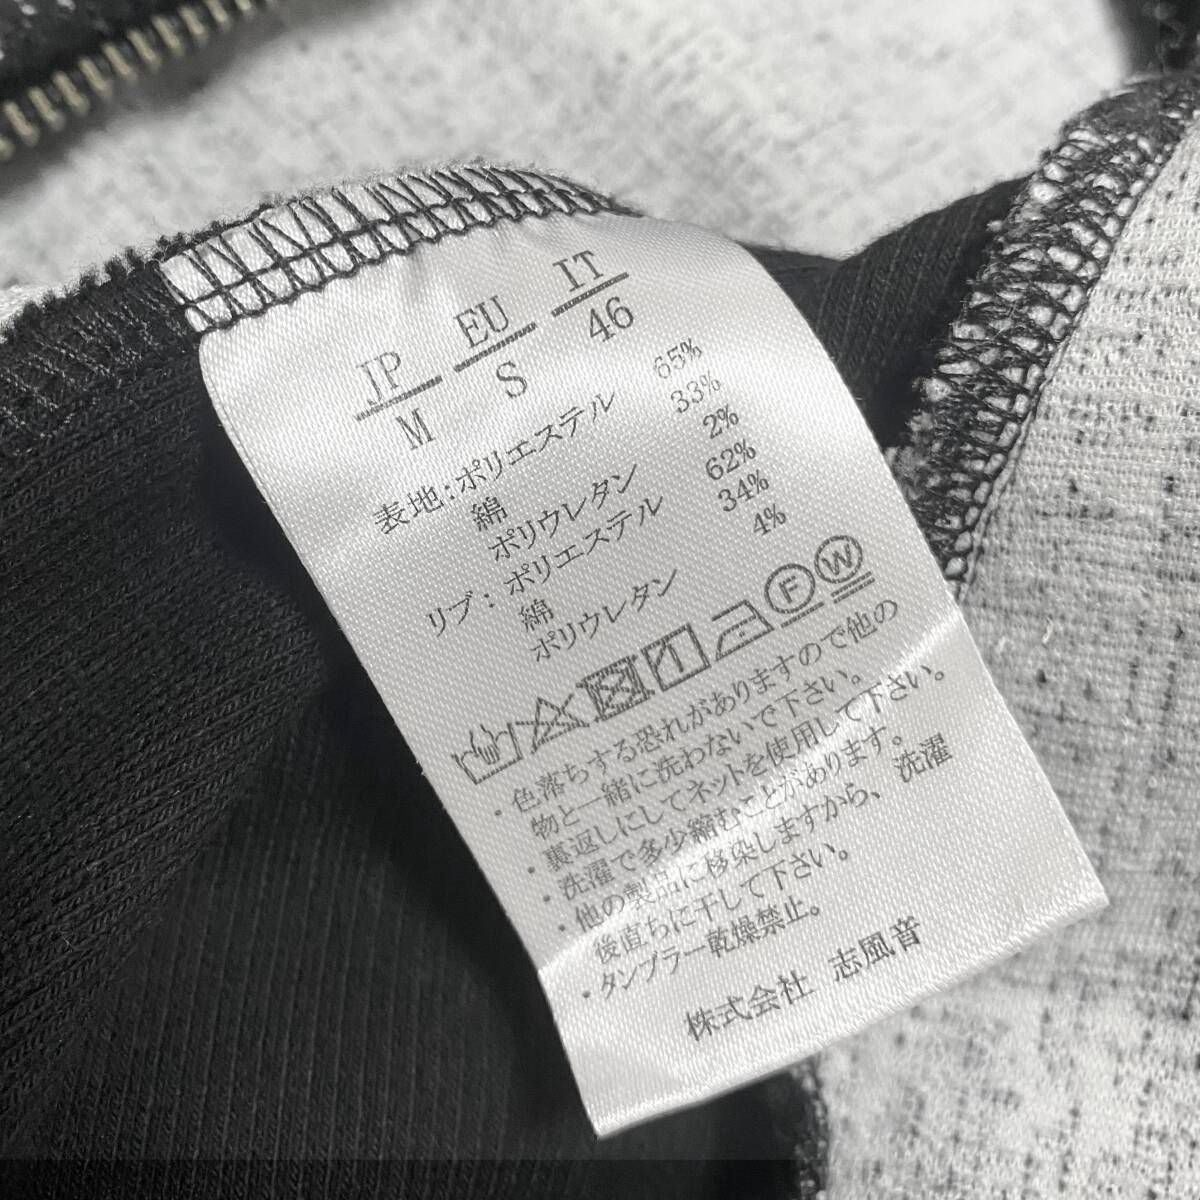 JP EU IT
M S 46
表地：ポリエステル 65%
綿 33%
ポリウレタン 2%
リブ：ポリエステル 62%
綿 34%
ポリウレタン 4%
F W
・色落ちする恐れがありますので他の
物と一緒に洗わないで下さい。
・裏返しにしてネットを使用して下さい。
・洗濯で多少縮むことがあります。
・他の製品に移染しますから、洗濯
後直ちに干して下さい。
・タンブラー乾燥禁止。
株式会社 志風音